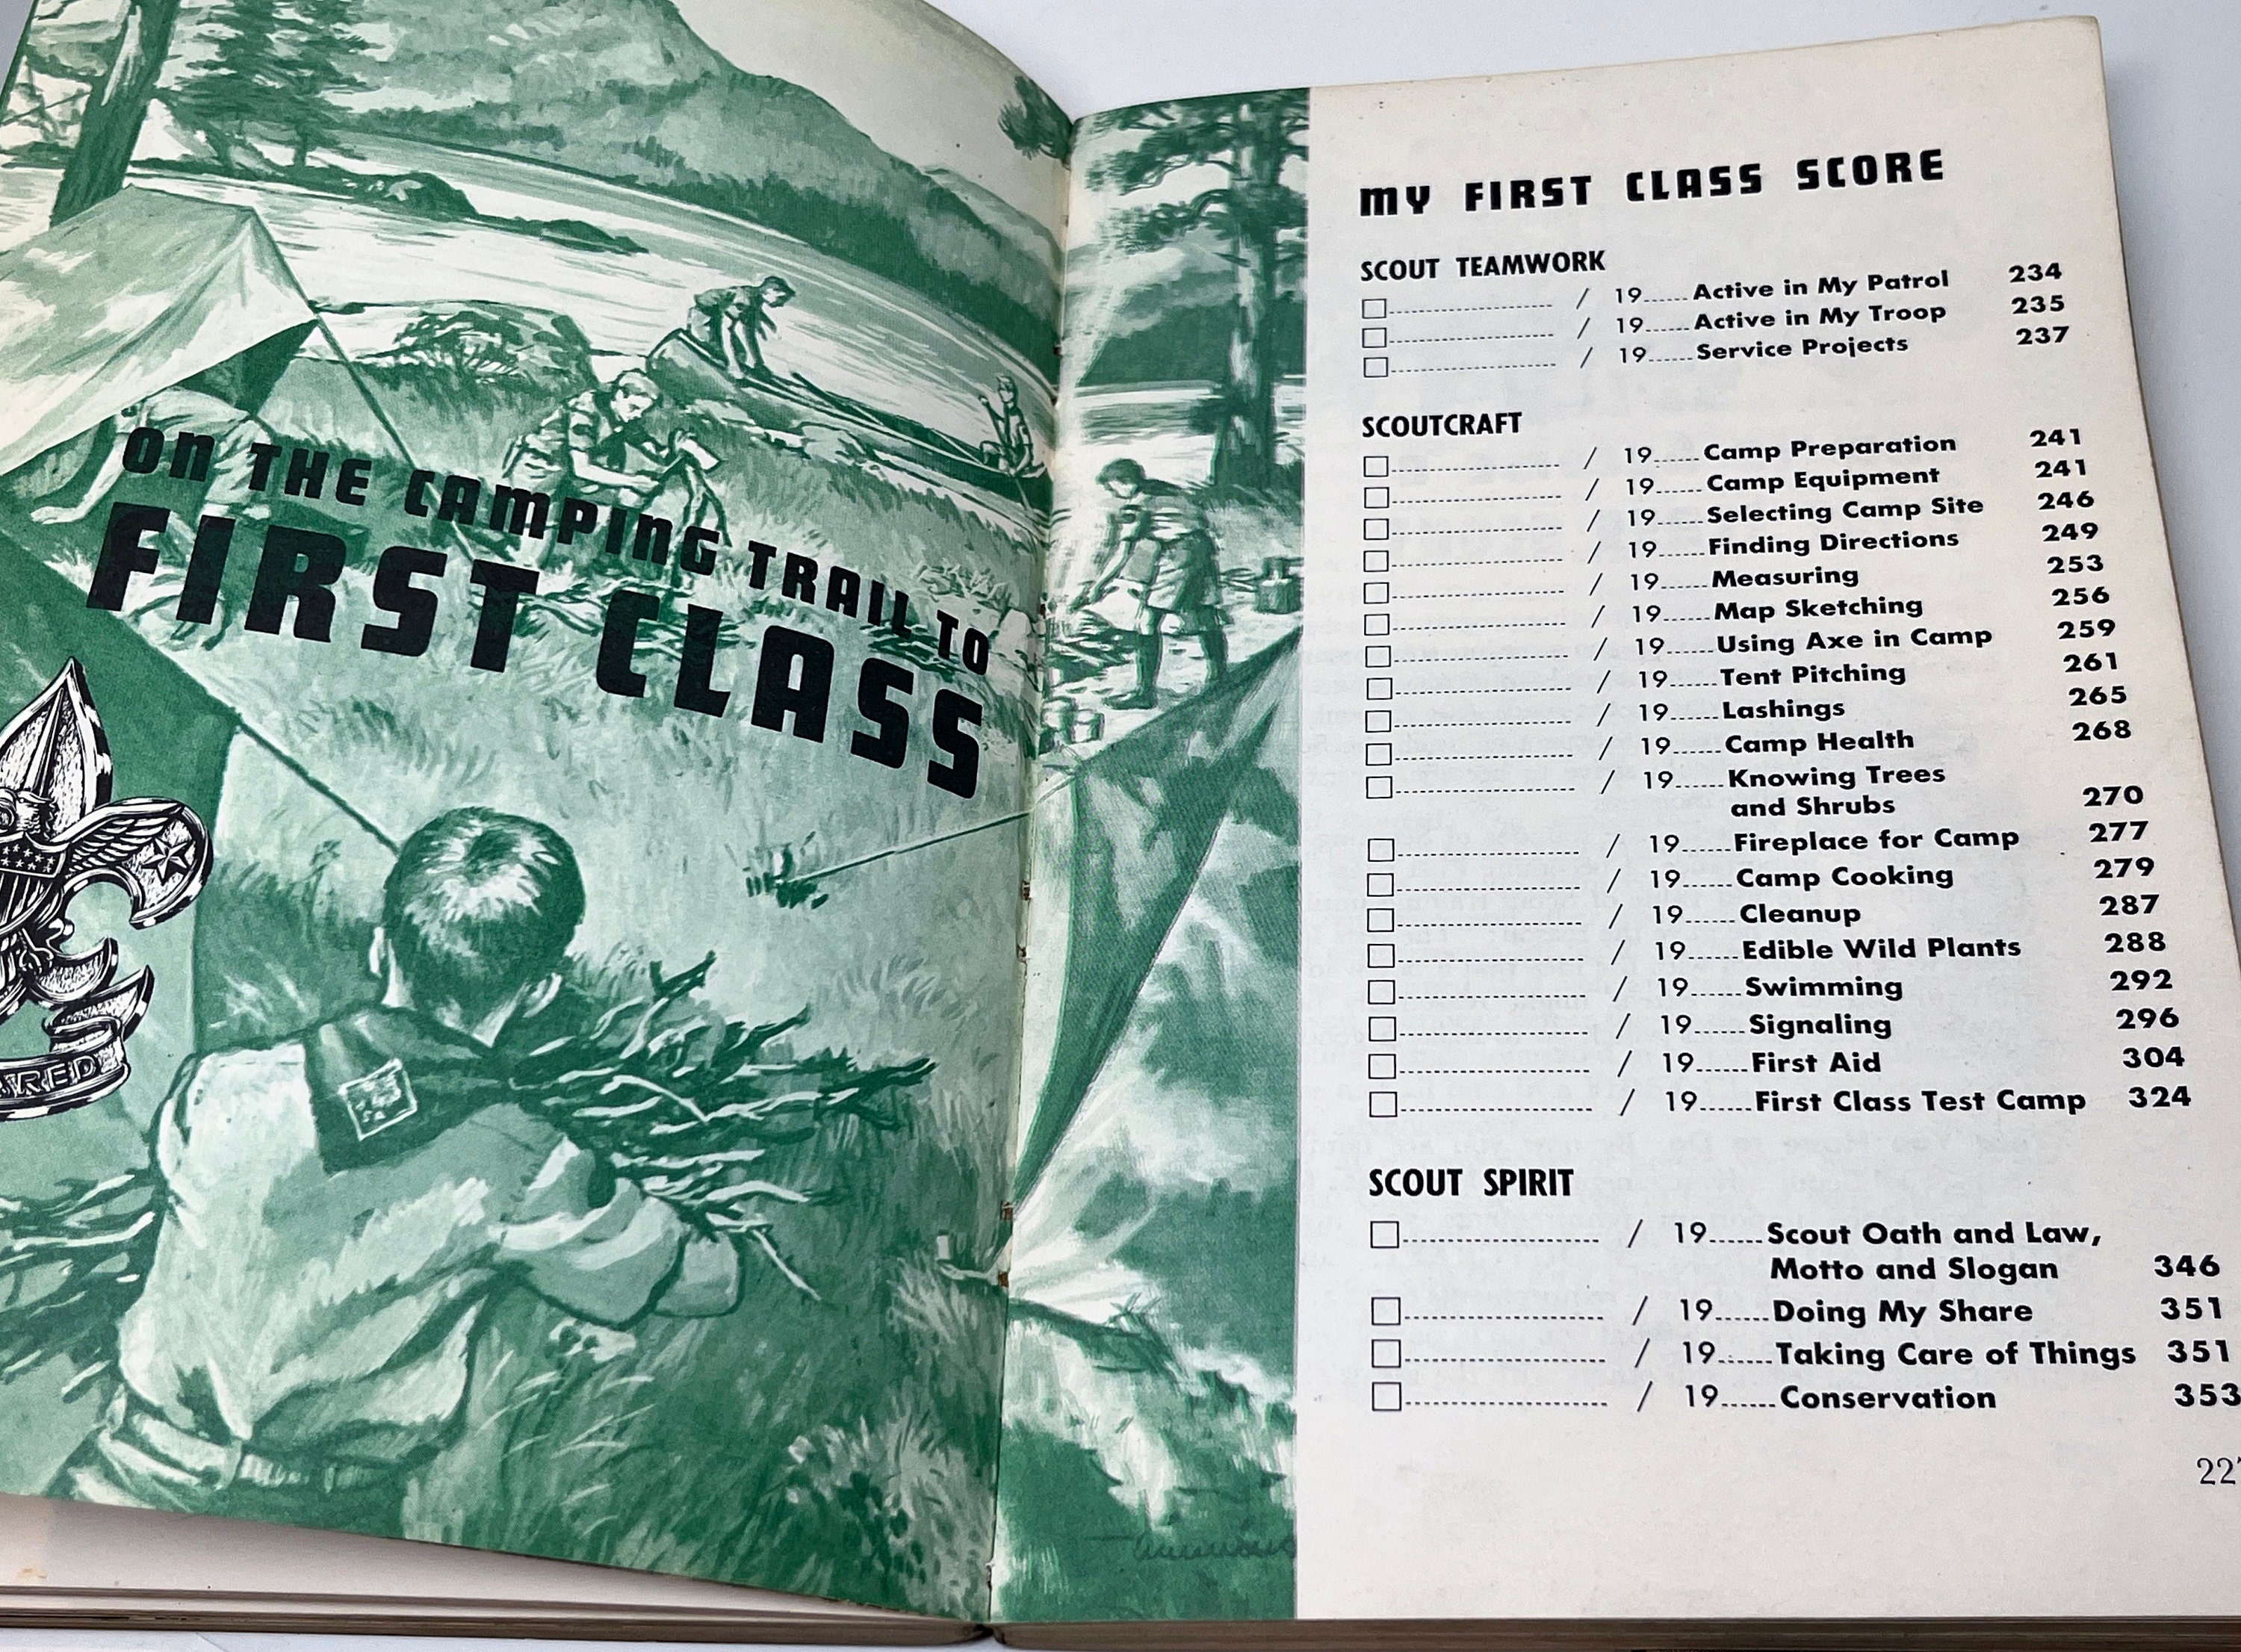 ON THE CAMPING TRAIL TO
FIRST CLASS
MY FIRST CLASS SCORE
SCOUT TEAMWORK
☐ / 19...... Active in My Patrol 234
☐ / 19...... Active in My Troop 235
☐ / 19...... Service Projects 237
SCOUTCRAFT
☐ / 19...... Camp Preparation 241
☐ / 19...... Camp Equipment 241
☐ / 19...... Selecting Camp Site 246
☐ / 19...... Finding Directions 249
☐ / 19...... Measuring 253
☐ / 19...... Map Sketching 256
☐ / 19...... Using Axe in Camp 259
☐ / 19...... Tent Pitching 261
☐ / 19...... Lashings 265
☐ / 19...... Camp Health 268
☐ / 19...... Knowing Trees
and Shrubs 270
☐ / 19...... Fireplace for Camp 277
☐ / 19...... Camp Cooking 279
☐ / 19...... Cleanup 287
☐ / 19...... Edible Wild Plants 288
☐ / 19...... Swimming 292
☐ / 19...... Signaling 296
☐ / 19...... First Aid 304
☐ / 19...... First Class Test Camp 324
SCOUT SPIRIT
☐ / 19...... Scout Oath and Law,
Motto and Slogan 346
☐ / 19...... Doing My Share 351
☐ / 19...... Taking Care of Things 351
☐ / 19...... Conservation 353